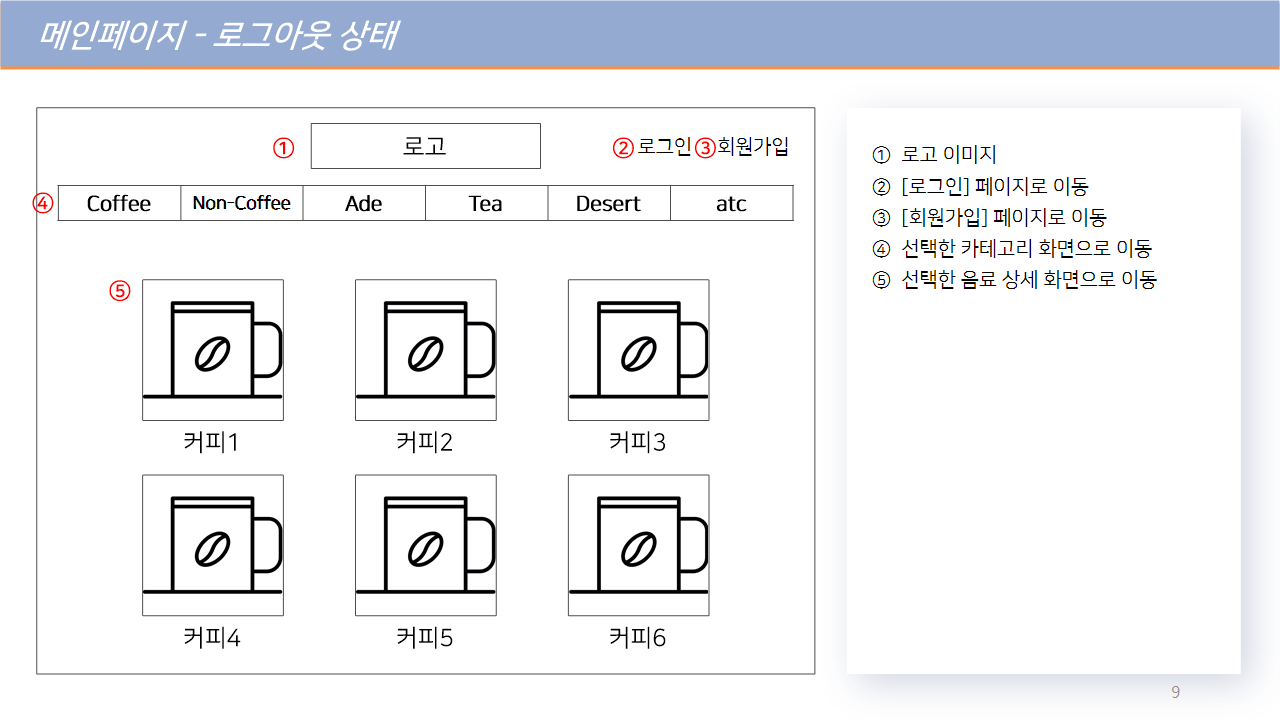 메인페이지 - 로그아웃 상태
① 로고 ② 로그인 ③ 회원가입
④ Coffee Non-Coffee Ade Tea Desert atc
⑤
커피1 커피2 커피3
커피4 커피5 커피6
① 로고 이미지
② [로그인] 페이지로 이동
③ [회원가입] 페이지로 이동
④ 선택한 카테고리 화면으로 이동
⑤ 선택한 음료 상세 화면으로 이동
9